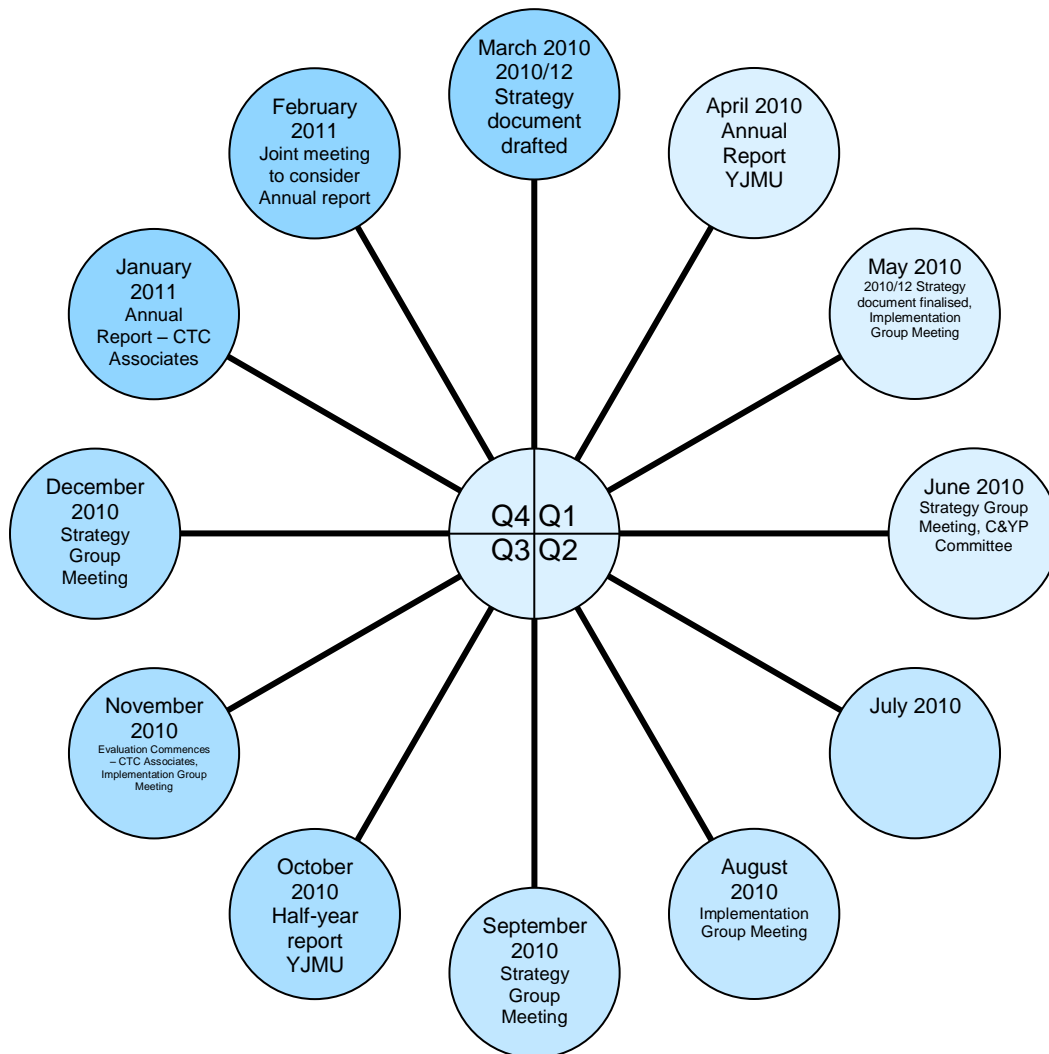 March 2010
2010/12
Strategy
document
drafted
April 2010
Annual
Report
YJMU
May 2010
2010/12 Strategy
document finalised,
Implementation
Group Meeting
June 2010
Strategy Group
Meeting, C&YP
Committee
July 2010
August
2010
Implementation
Group Meeting
September
2010
Strategy
Group
Meeting
October
2010
Half-year
report
YJMU
November
2010
Evaluation Commences
– CTC Associates,
Implementation Group
Meeting
December
2010
Strategy
Group
Meeting
January
2011
Annual
Report – CTC
Associates
February
2011
Joint meeting
to consider
Annual report
Q4 Q1
Q3 Q2